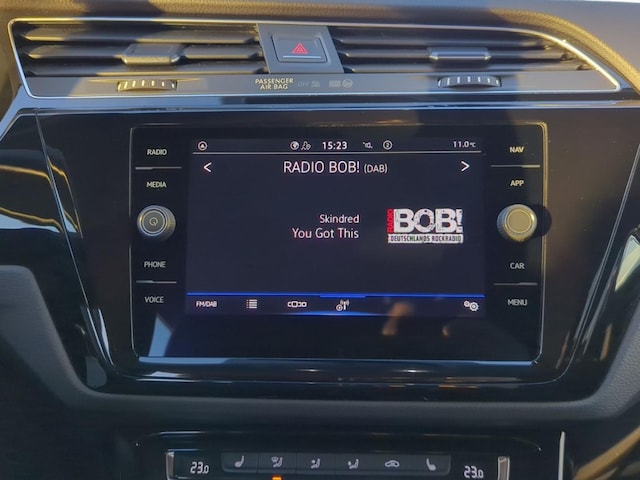 PASSENGER
AIR BAG
RADIO
MEDIA
PHONE
VOICE
15:23
11.0°C
RADIO BOB! (DAB)
Skindred
You Got This
RADIO
BOB!
DEUTSCHLANDS ROCKRADIO
FM/DAB
NAV
APP
CAR
MENU
23.0
23.0